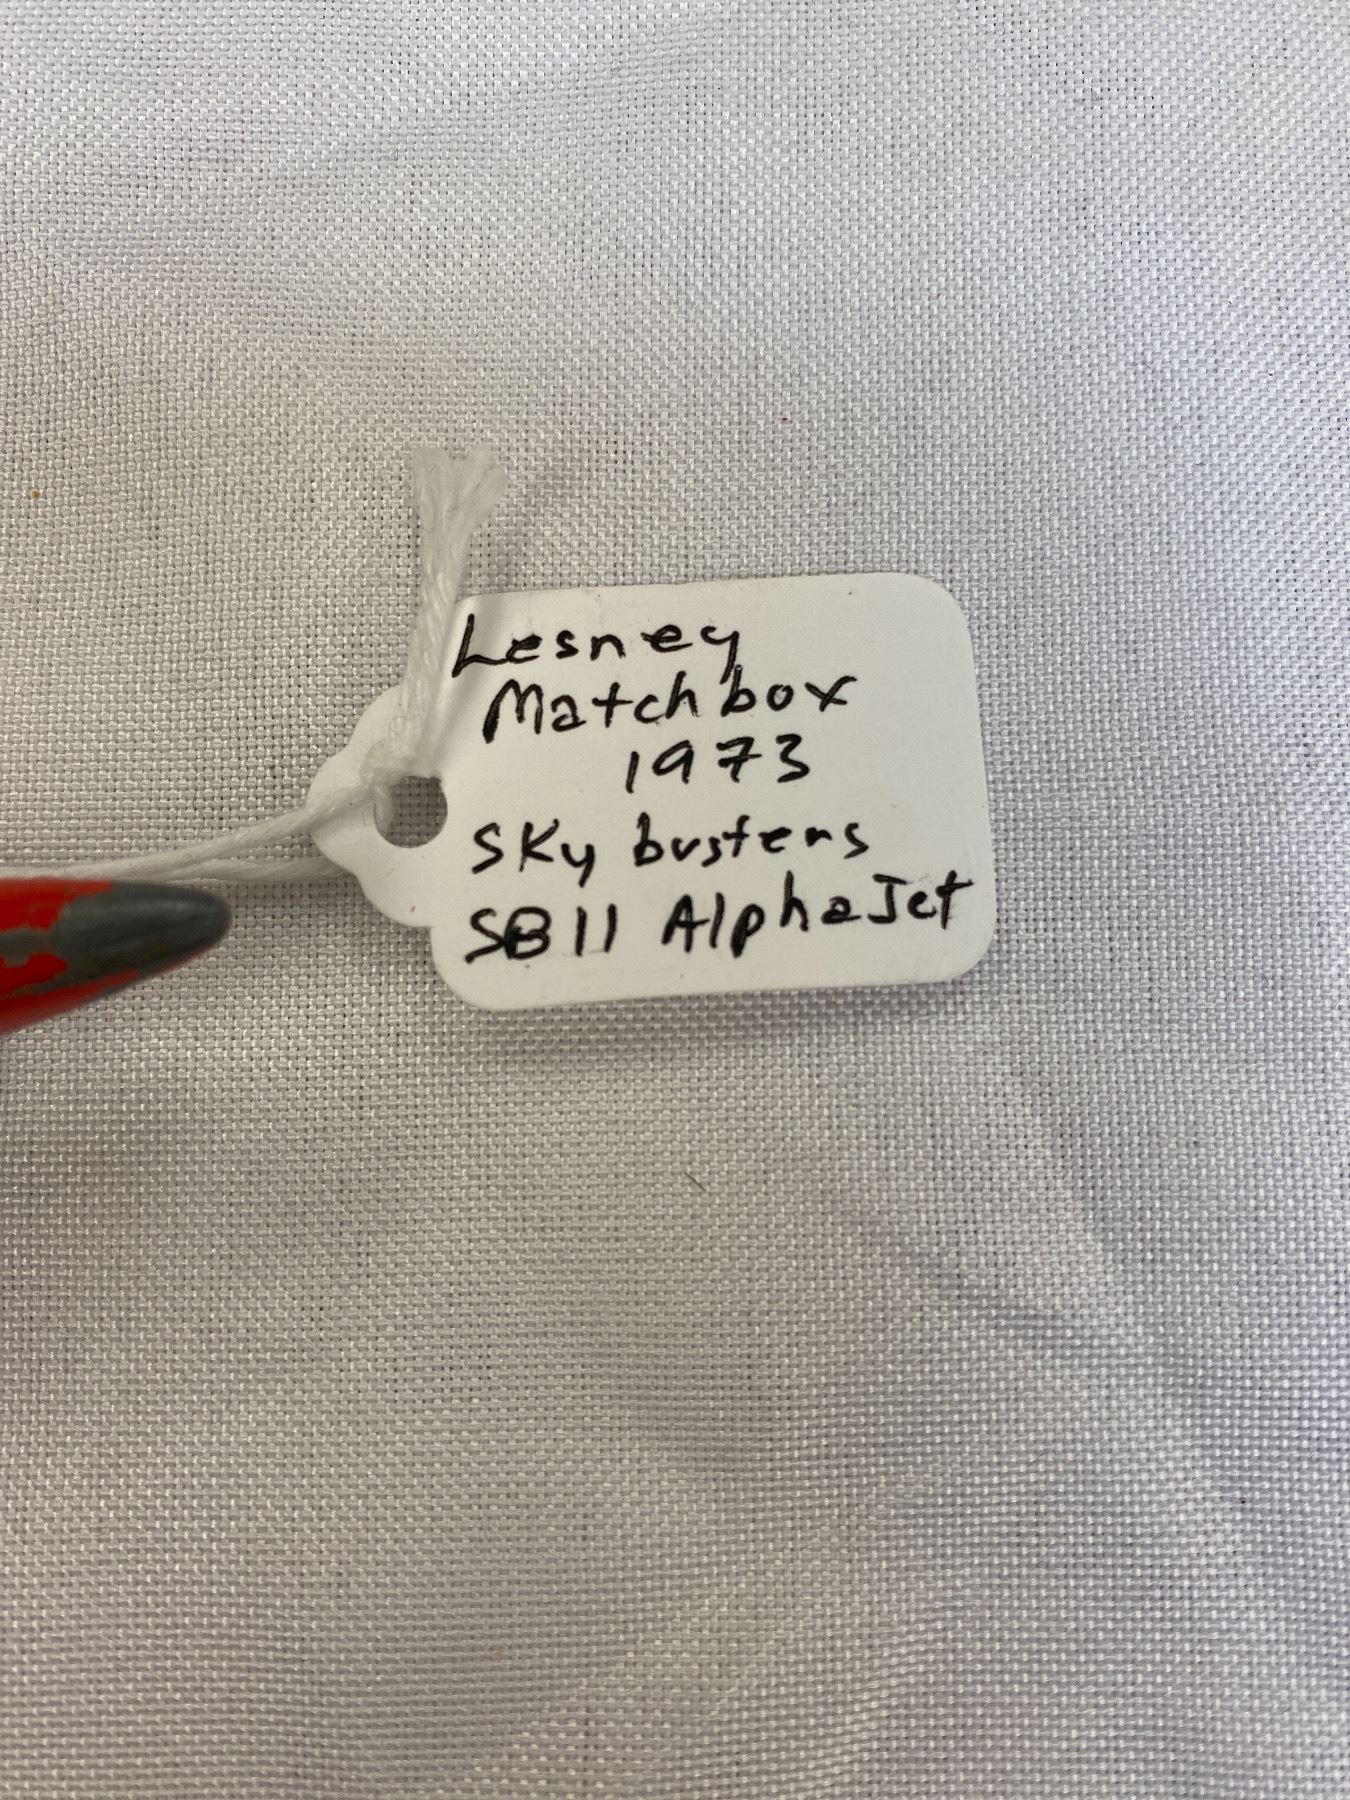 Lesney
Matchbox
1973
SKy busters
SB11 AlphaJet